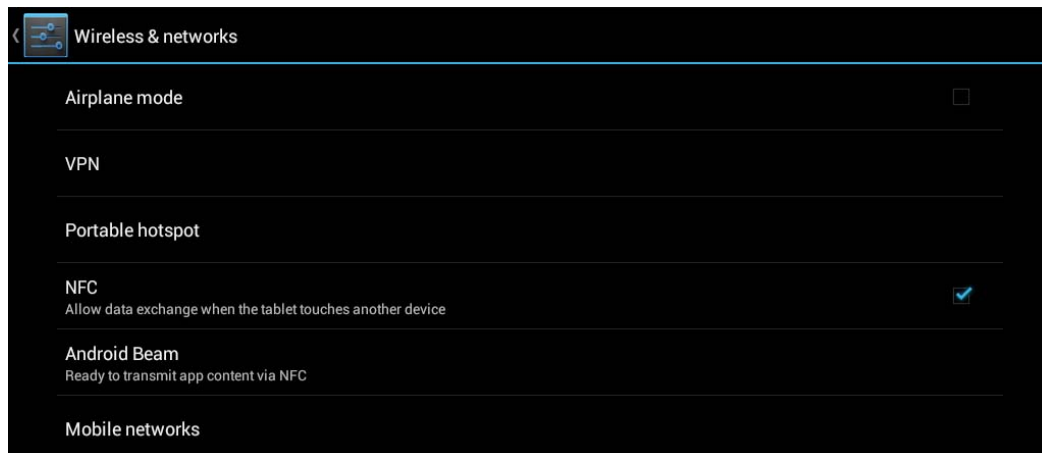 Wireless & networks
Airplane mode
VPN
Portable hotspot
NFC
Allow data exchange when the tablet touches another device
Android Beam
Ready to transmit app content via NFC
Mobile networks